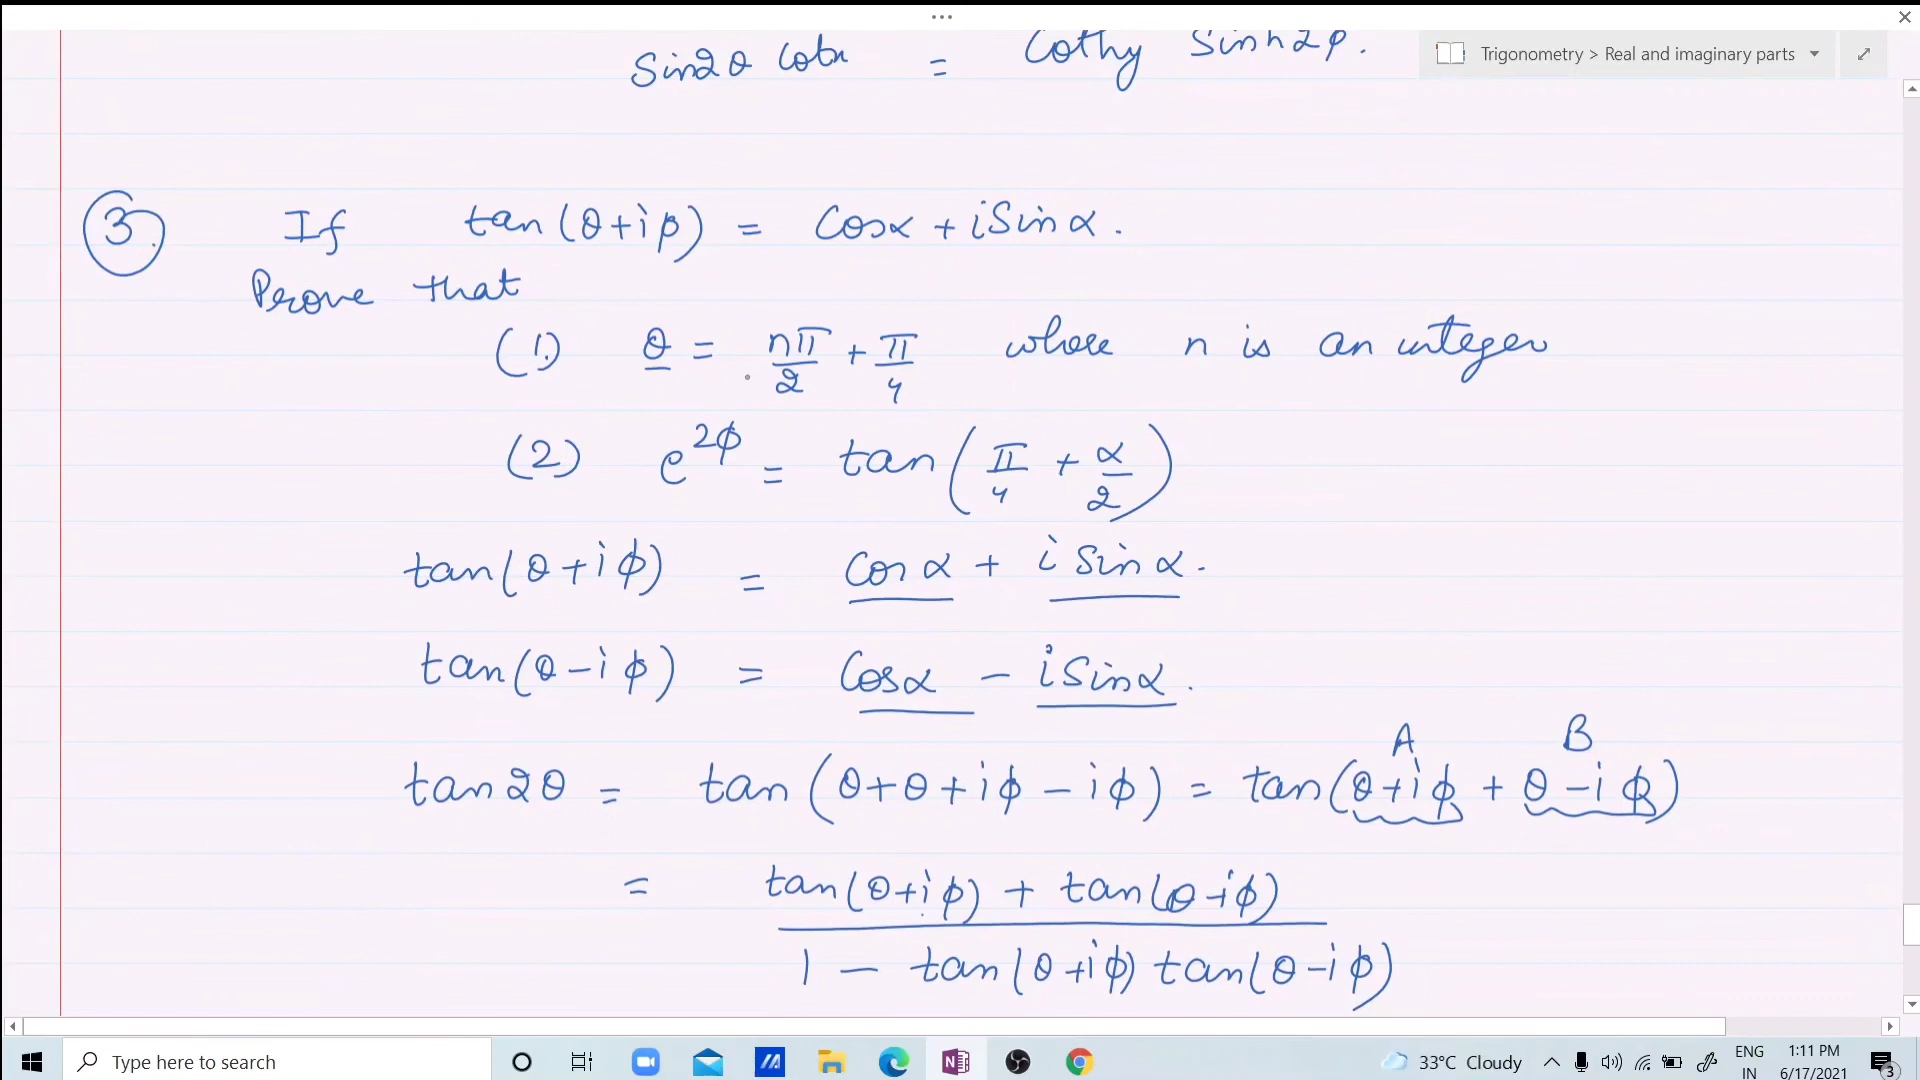 ...
Sin2θ Cotx = Cothy Sinh2φ.
Trigonometry > Real and imaginary parts
3. If tan(θ+iφ) = Cosα + iSinα.
Prove that
(1.) θ = nπ/2 + π/4 where n is an integer
(2) e^2φ = tan(π/4 + α/2)
tan(θ+iφ) = Cosα + iSinα.
tan(θ-iφ) = Cosα - iSinα.
A B
tan2θ = tan(θ+θ+iφ-iφ) = tan(θ+iφ + θ-iφ)
= tan(θ+iφ) + tan(θ-iφ)
1 - tan(θ+iφ) tan(θ-iφ)
Type here to search
33°C Cloudy
ENG
IN
1:11 PM
6/17/2021
3